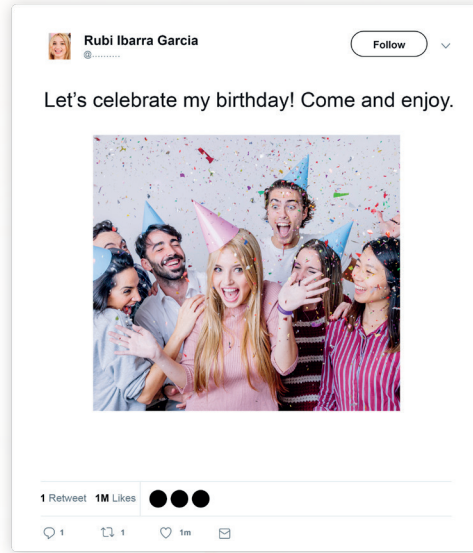 Rubi Ibarra Garcia
@..........
Follow
Let’s celebrate my birthday! Come and enjoy.
1 Retweet 1M Likes
1 1 1m